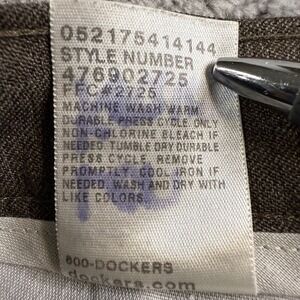 052175414144
STYLE NUMBER
476902725
FFC#2725
MACHINE WASH WARM,
DURABLE PRESS CYCLE. ONLY
NON-CHLORINE BLEACH IF
NEEDED. TUMBLE DRY DURABLE
PRESS CYCLE. REMOVE
PROMPTLY. COOL IRON IF
NEEDED. WASH AND DRY WITH
LIKE COLORS.
800-DOCKERS
dockers.com